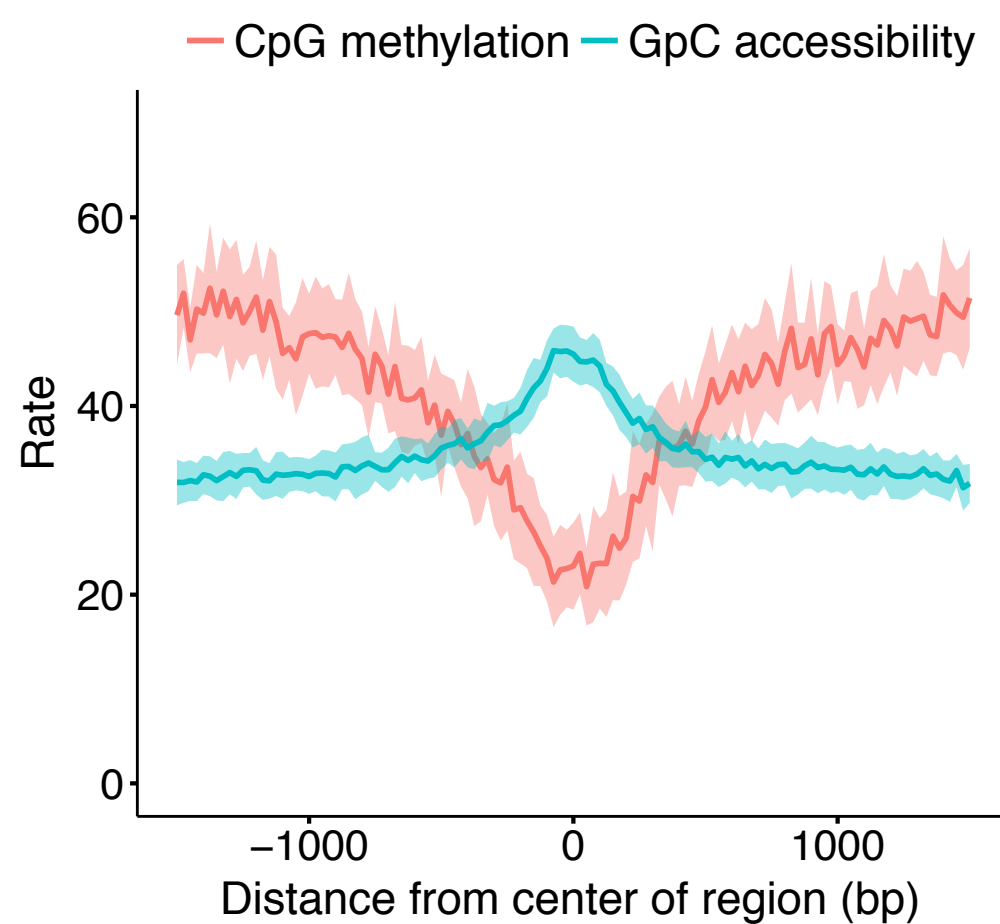 CpG methylation GpC accessibility
60
40
20
0
Rate
−1000 0 1000
Distance from center of region (bp)